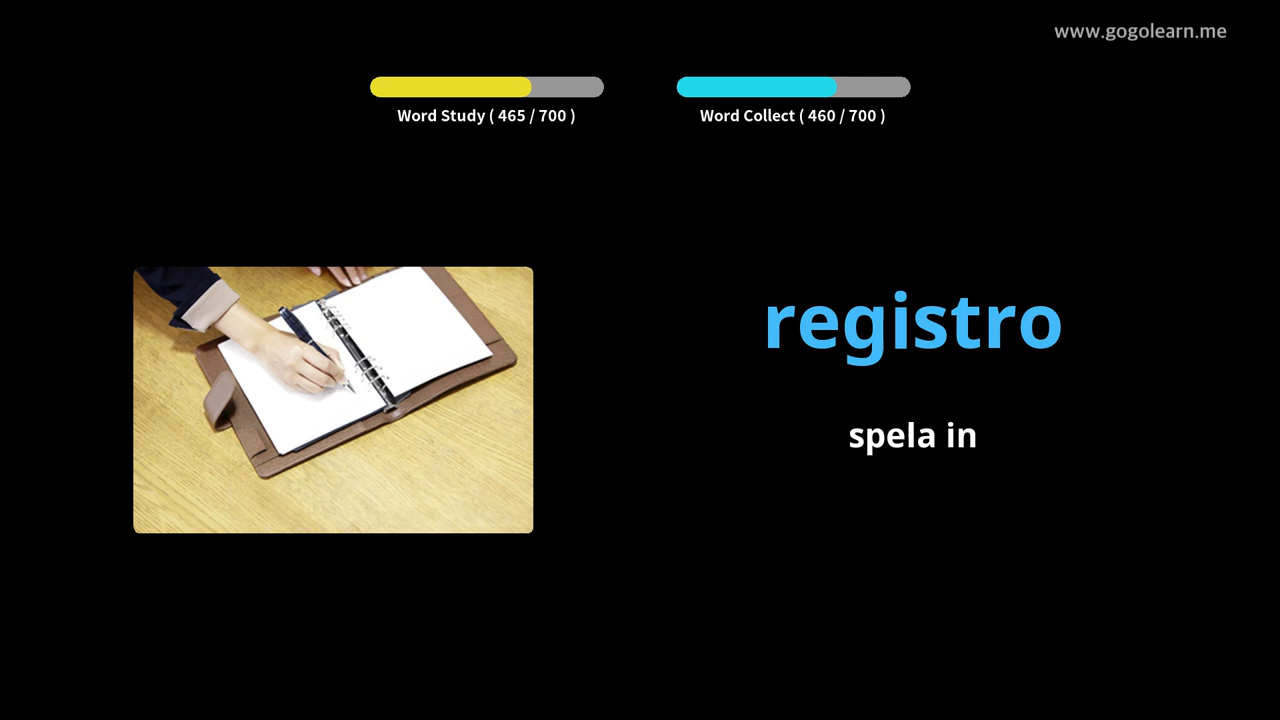 www.gogolearn.me
Word Study ( 465 / 700 )
Word Collect ( 460 / 700 )
registro
spela in